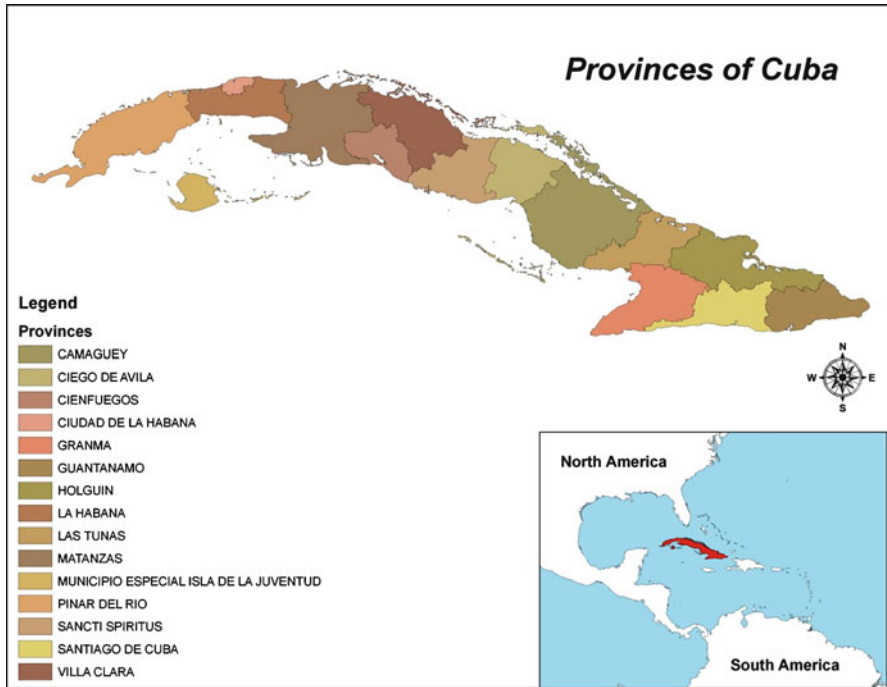 Provinces of Cuba
Legend
Provinces
CAMAGUEY
CIEGO DE AVILA
CIENFUEGOS
CIUDAD DE LA HABANA
GRANMA
GUANTANAMO
HOLGUIN
LA HABANA
LAS TUNAS
MATANZAS
MUNICIPIO ESPECIAL ISLA DE LA JUVENTUD
PINAR DEL RIO
SANCTI SPIRITUS
SANTIAGO DE CUBA
VILLA CLARA
N
W E
S
North America
South America